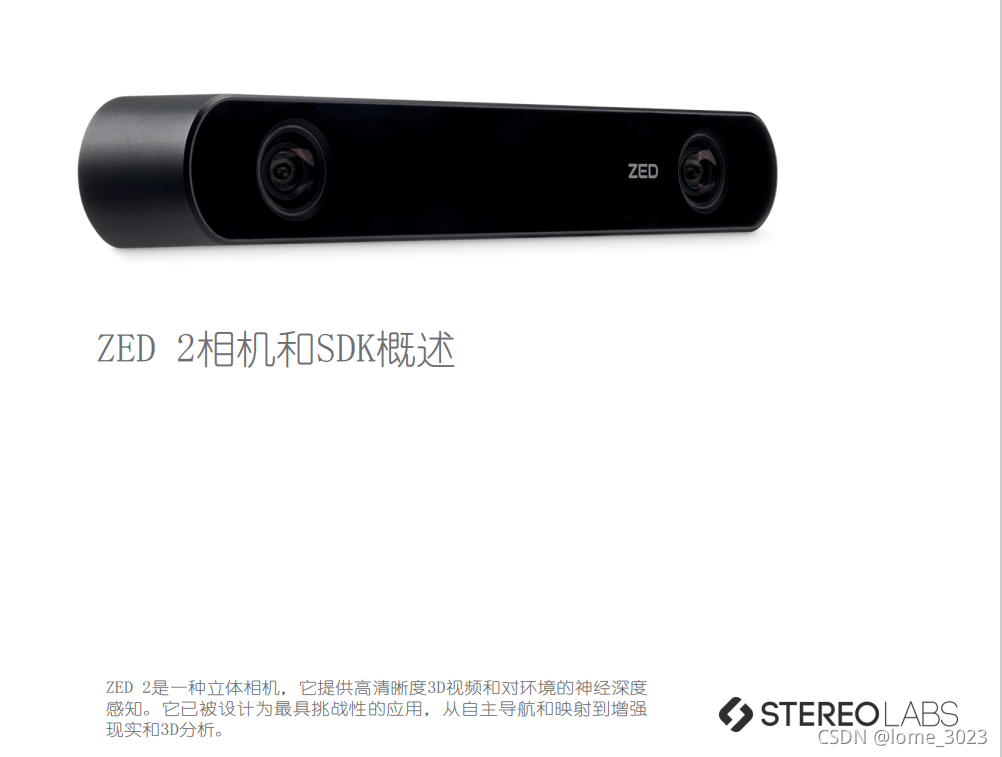 ZED
ZED 2相机和SDK概述
ZED 2是一种立体相机，它提供高清晰度3D视频和对环境的神经深度
感知。它已被设计为最具挑战性的应用，从自主导航和映射到增强
现实和3D分析。
STEREOLABS
CSDN @lome_3023